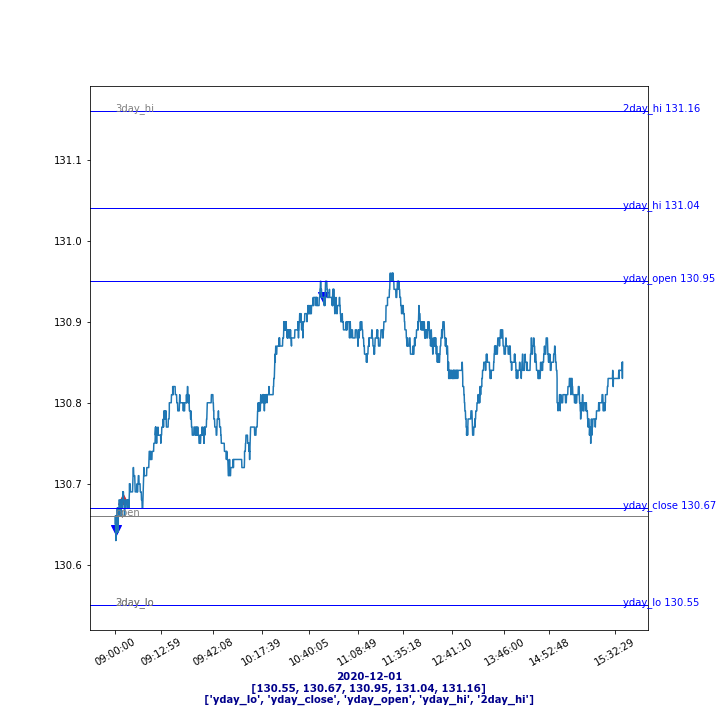 3day_hi
2day_hi 131.16
131.1
yday_hi 131.04
131.0
yday_open 130.95
130.9
130.8
130.7
yday_close 130.67
open
130.6
yday_lo 130.55
09:00:00
09:12:59
09:42:08
10:17:39
10:40:05
11:08:49
11:35:18
12:41:10
13:46:00
14:52:48
15:32:29
2020-12-01
[130.55, 130.67, 130.95, 131.04, 131.16]
['yday_lo', 'yday_close', 'yday_open', 'yday_hi', '2day_hi']